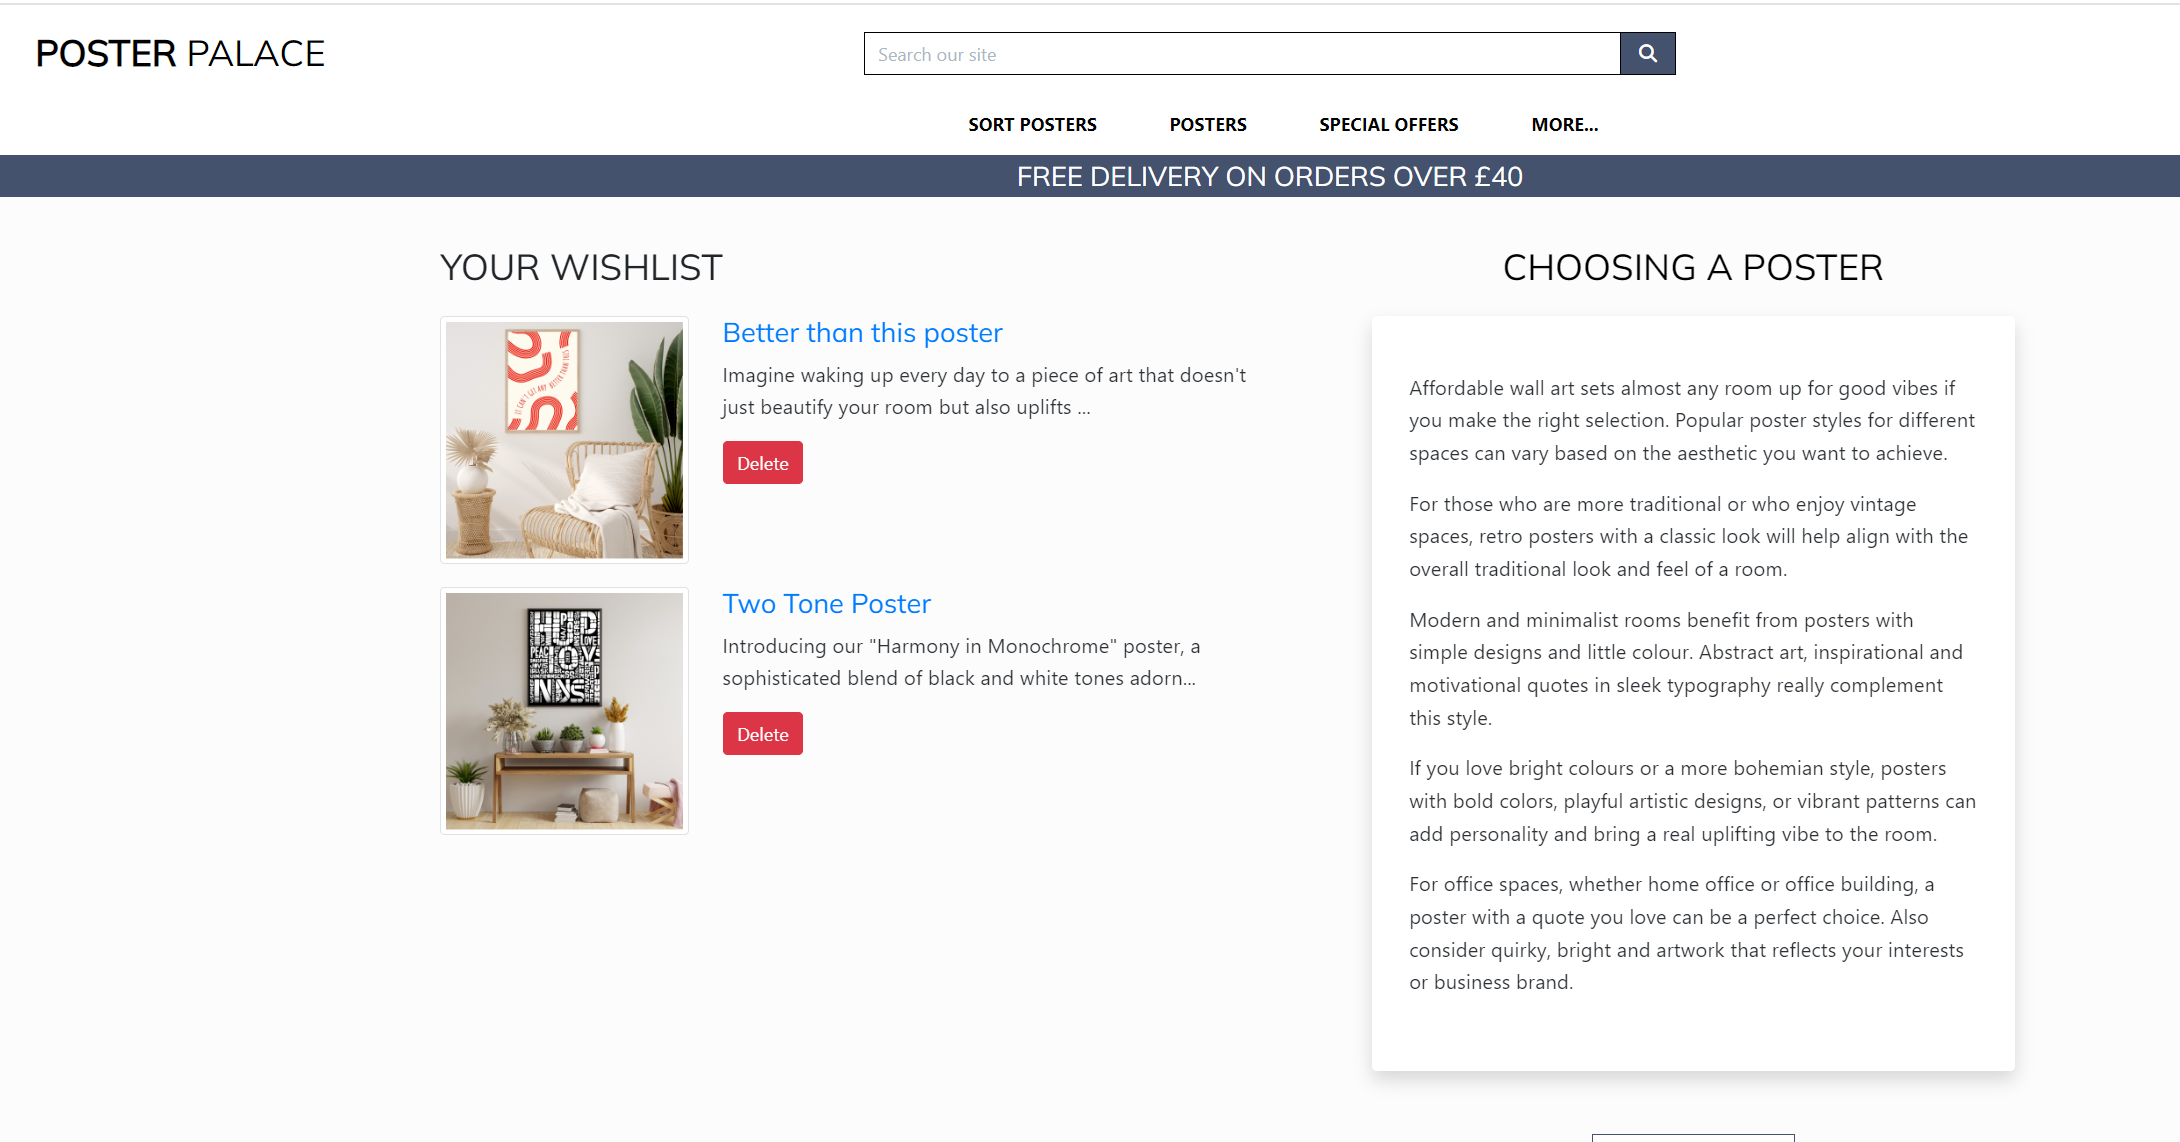 POSTER PALACE
Search our site
SORT POSTERS POSTERS SPECIAL OFFERS MORE...
FREE DELIVERY ON ORDERS OVER £40
YOUR WISHLIST
Better than this poster
Imagine waking up every day to a piece of art that doesn't
just beautify your room but also uplifts ...
Delete
IT CAN'T GET ANY BETTER THAN THIS
Two Tone Poster
Introducing our "Harmony in Monochrome" poster, a
sophisticated blend of black and white tones adorn...
Delete
CHOOSING A POSTER
Affordable wall art sets almost any room up for good vibes if
you make the right selection. Popular poster styles for different
spaces can vary based on the aesthetic you want to achieve.
For those who are more traditional or who enjoy vintage
spaces, retro posters with a classic look will help align with the
overall traditional look and feel of a room.
Modern and minimalist rooms benefit from posters with
simple designs and little colour. Abstract art, inspirational and
motivational quotes in sleek typography really complement
this style.
If you love bright colours or a more bohemian style, posters
with bold colors, playful artistic designs, or vibrant patterns can
add personality and bring a real uplifting vibe to the room.
For office spaces, whether home office or office building, a
poster with a quote you love can be a perfect choice. Also
consider quirky, bright and artwork that reflects your interests
or business brand.